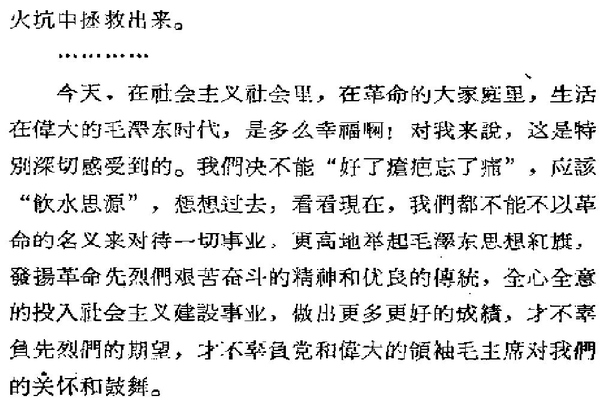 火坑中拯救出来。
…………
今天，在社会主义社会里，在革命的大家庭里，生活
在偉大的毛澤东时代，是多么幸福啊！对我来說，这是特
別深切感受到的。我們决不能“好了瘡疤忘了痛”，应該
“飲水思源”，想想过去，看看現在，我們都不能不以革
命的名义来对待一切事业，更高地举起毛澤东思想紅旗，
發揚革命先烈們艰苦奋斗的精神和优良的傳統，全心全意
的投入社会主义建設事业，做出更多更好的成績，才不辜
負先烈們的期望，才不辜負党和偉大的領袖毛主席对我們
的关怀和鼓舞。